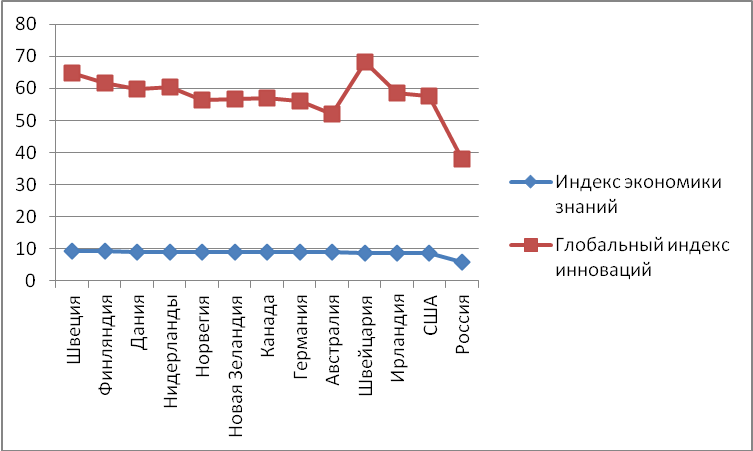 80
70
60
50
40
30
20
10
0
Швеция
Финляндия
Дания
Нидерланды
Норвегия
Новая Зеландия
Канада
Германия
Австралия
Швейцария
Ирландия
США
Россия
Индекс экономики
знаний
Глобальный индекс
инноваций